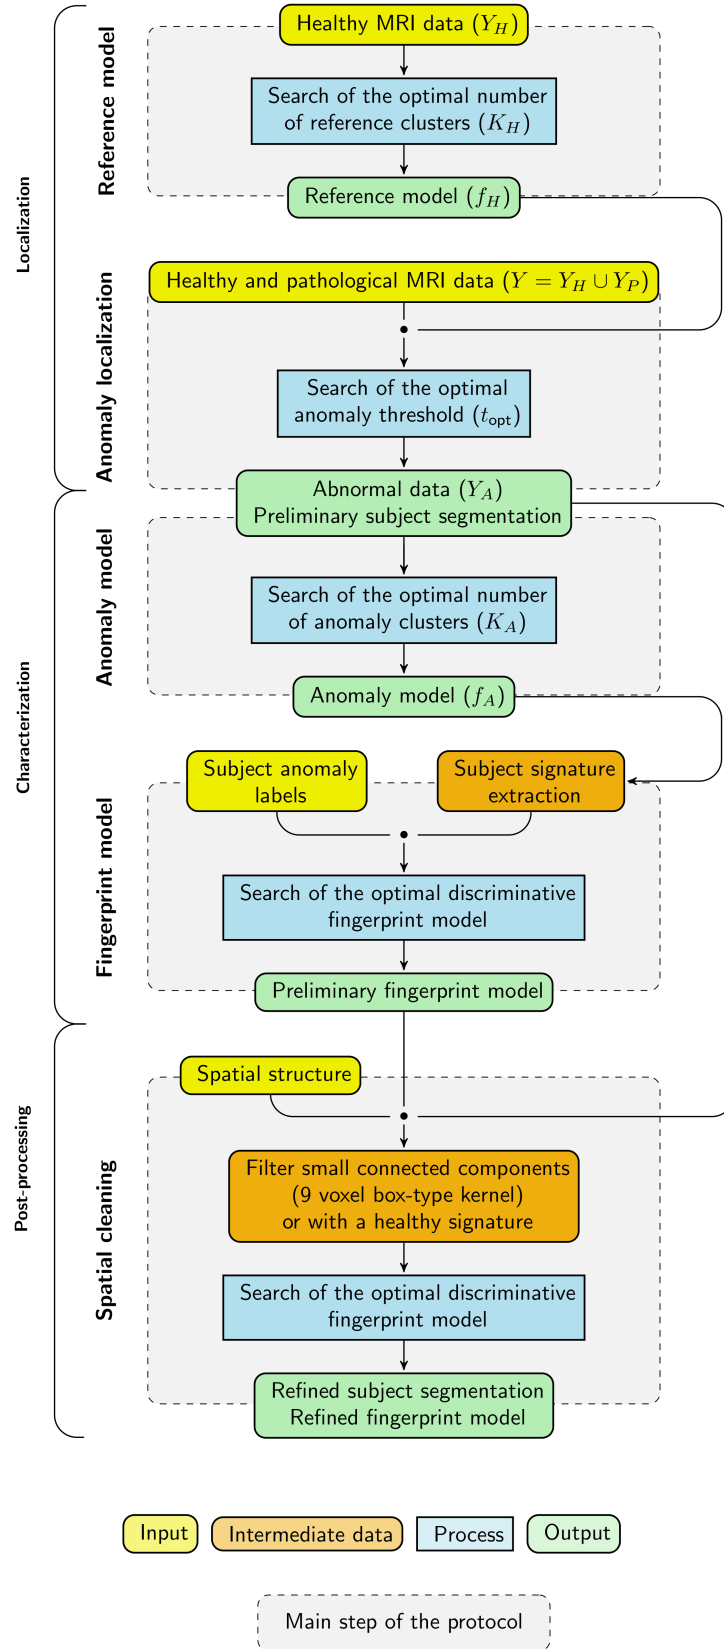 Healthy MRI data (Y_H)
Reference model
Search of the optimal number
of reference clusters (K_H)
Reference model (f_H)
Localization
Healthy and pathological MRI data (Y = Y_H ∪ Y_P)
Anomaly localization
Search of the optimal
anomaly threshold (t_opt)
Abnormal data (Y_A)
Preliminary subject segmentation
Anomaly model
Search of the optimal number
of anomaly clusters (K_A)
Anomaly model (f_A)
Characterization
Subject anomaly
labels
Subject signature
extraction
Fingerprint model
Search of the optimal discriminative
fingerprint model
Preliminary fingerprint model
Spatial structure
Post-processing
Spatial cleaning
Filter small connected components
(9 voxel box-type kernel)
or with a healthy signature
Search of the optimal discriminative
fingerprint model
Refined subject segmentation
Refined fingerprint model
Input
Intermediate data
Process
Output
Main step of the protocol